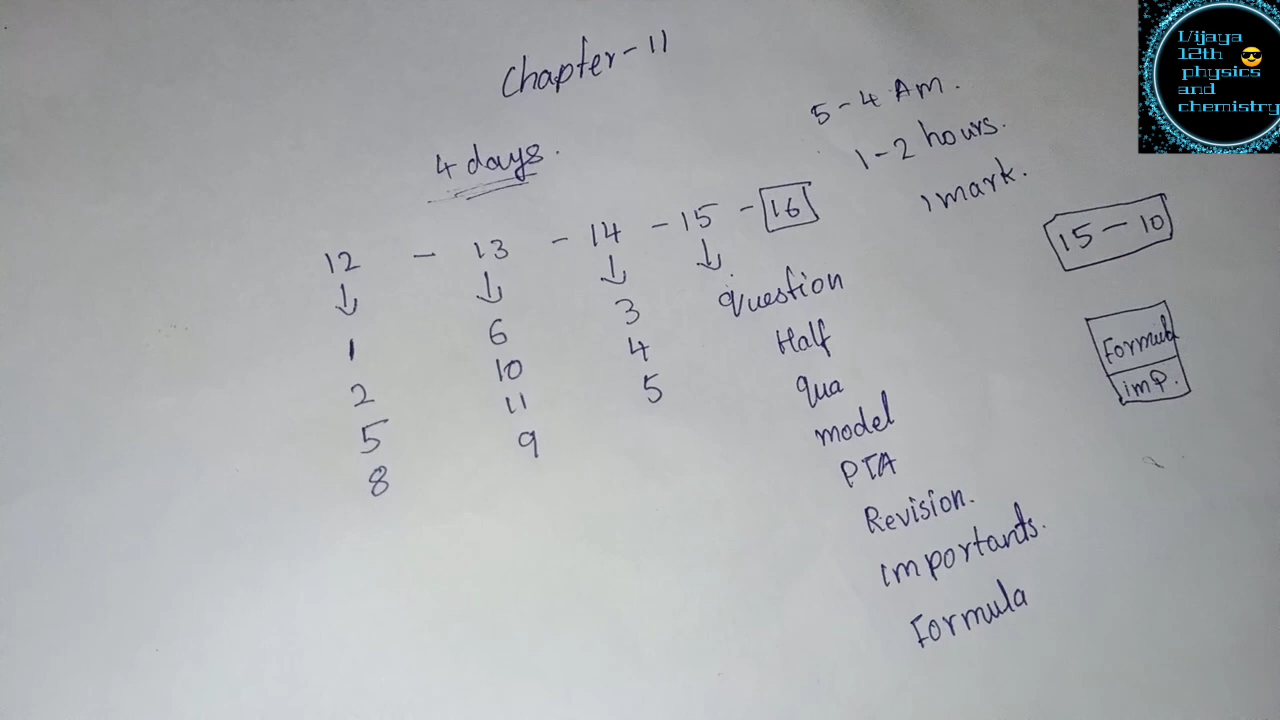 Chapter - 11
4 days.
5 - 4 AM.
1 - 2 hours.
1 mark.
12 - 13 - 14 - 15 - 16
15 - 10
↓ ↓ ↓ ↓
1 6 3 Question
2 10 4 Half
5 11 5 Qua
8 9 model
PTA
Revision.
importants.
Formula
Formula
imp.
Vijaya
12th 😎
physics
and
chemistry